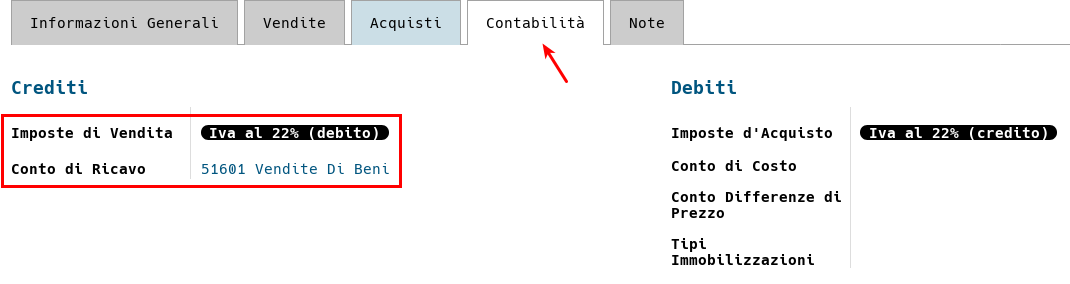 Informazioni Generali Vendite Acquisti Contabilità Note
Crediti
Imposte di Vendita Iva al 22% (debito)
Conto di Ricavo 51601 Vendite Di Beni
Debiti
Imposte d'Acquisto Iva al 22% (credito)
Conto di Costo
Conto Differenze di
Prezzo
Tipi
Immobilizzazioni